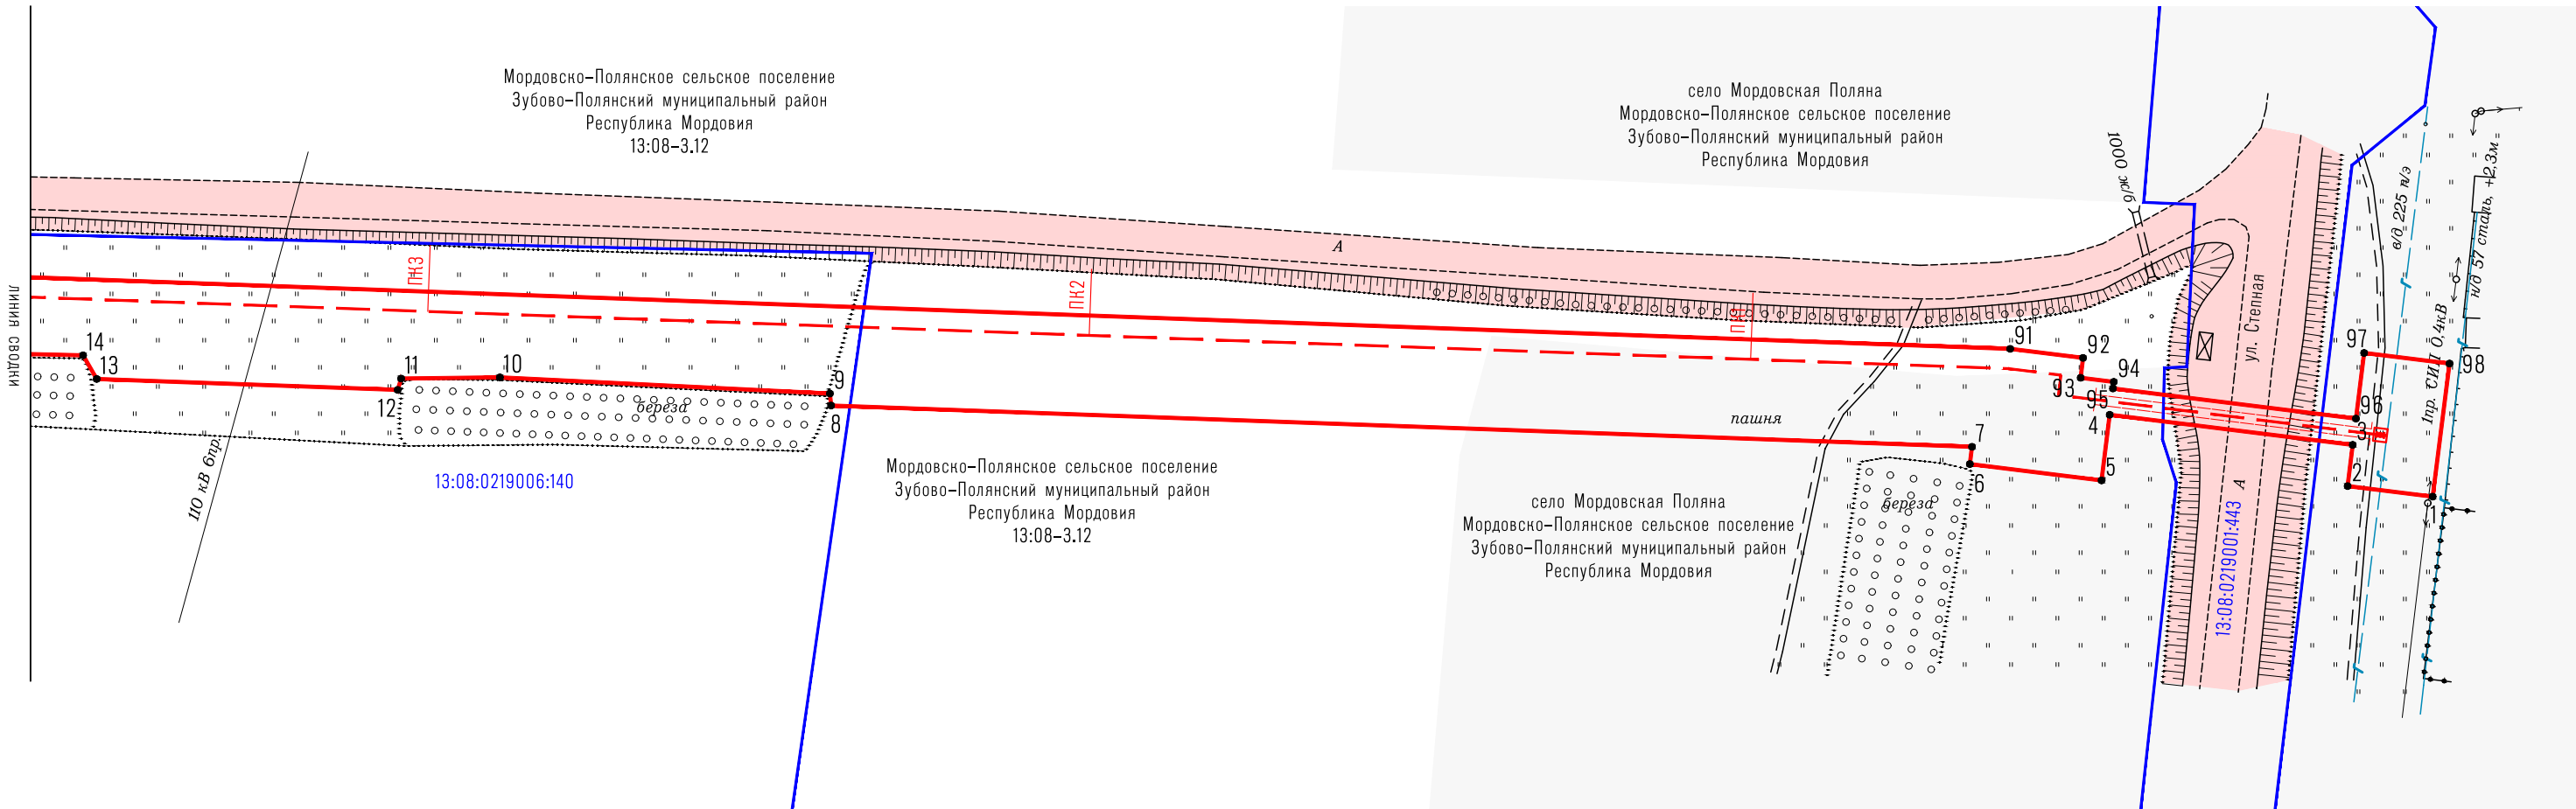 Мордовско-Полянское сельское поселение
Зубово-Полянский муниципальный район
Республика Мордовия
13:08-3.12
село Мордовская Поляна
Мордовско-Полянское сельское поселение
Зубово-Полянский муниципальный район
Республика Мордовия
1000 ж/б
в/д 225 п/э
н/д 57 сталь, +2,3м
А
ПК3
ПК2
ул. Степная
линия сводки
14
13
11
10
12
9
8
береза
91
92
93
94
95
97
98
96
3
4
5
2
1
7
6
1пр. СИП 0,4кВ
пашня
110 кВ 6пр.
13:08:0219006:140
Мордовско-Полянское сельское поселение
Зубово-Полянский муниципальный район
Республика Мордовия
13:08-3.12
село Мордовская Поляна
Мордовско-Полянское сельское поселение
Зубово-Полянский муниципальный район
Республика Мордовия
береза
А
13:08:0219001:443